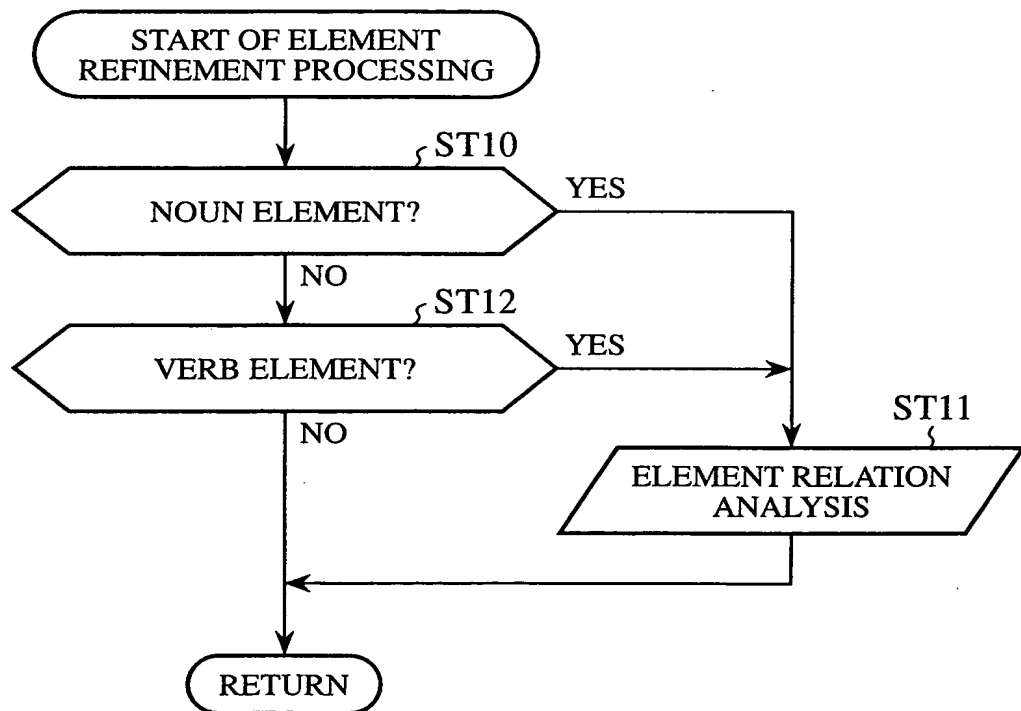 START OF ELEMENT
REFINEMENT PROCESSING
ST10
NOUN ELEMENT?
YES
NO
ST12
VERB ELEMENT?
YES
NO
ST11
ELEMENT RELATION
ANALYSIS
RETURN